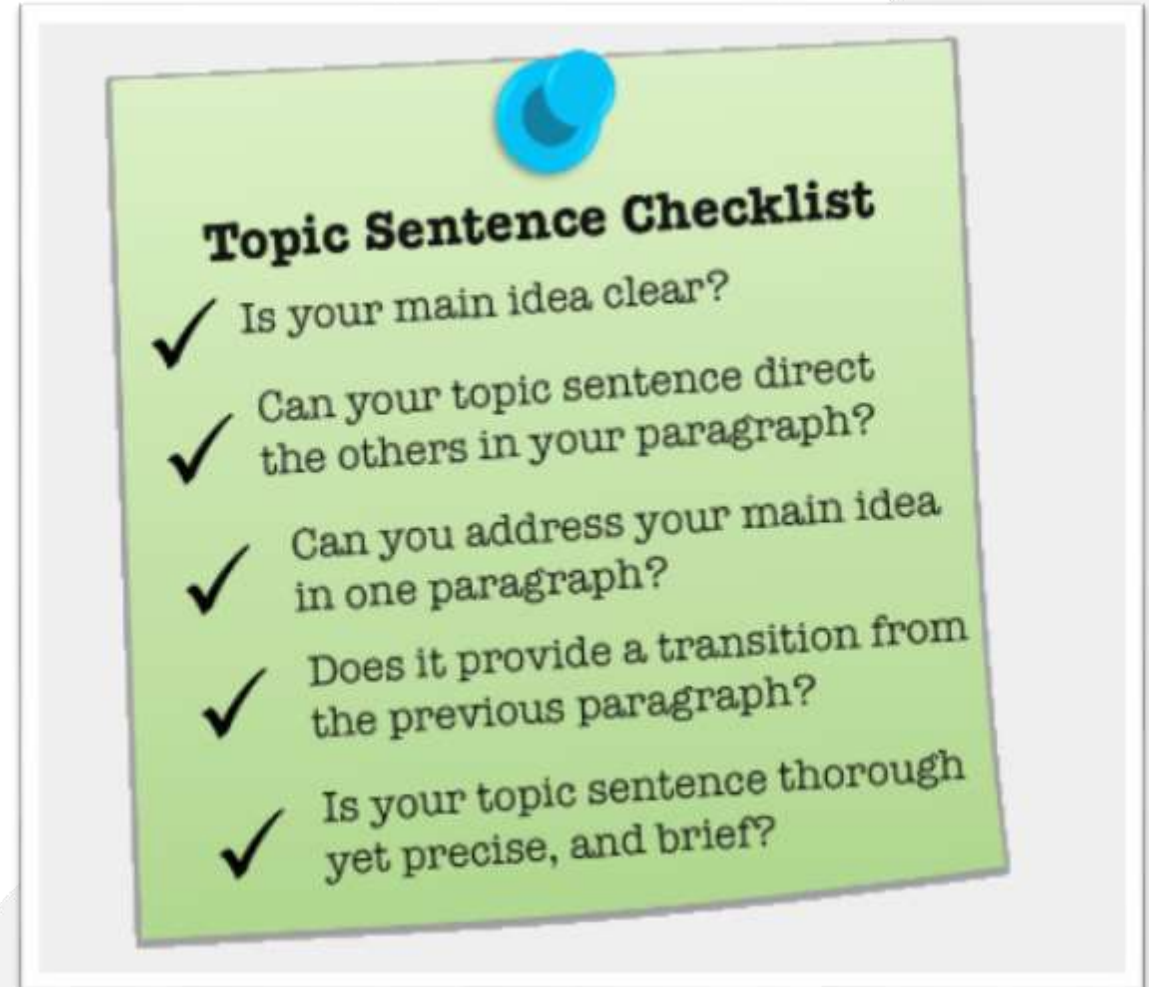 Topic Sentence Checklist
Is your main idea clear?
Can your topic sentence direct
the others in your paragraph?
Can you address your main idea
in one paragraph?
Does it provide a transition from
the previous paragraph?
Is your topic sentence thorough
yet precise, and brief?